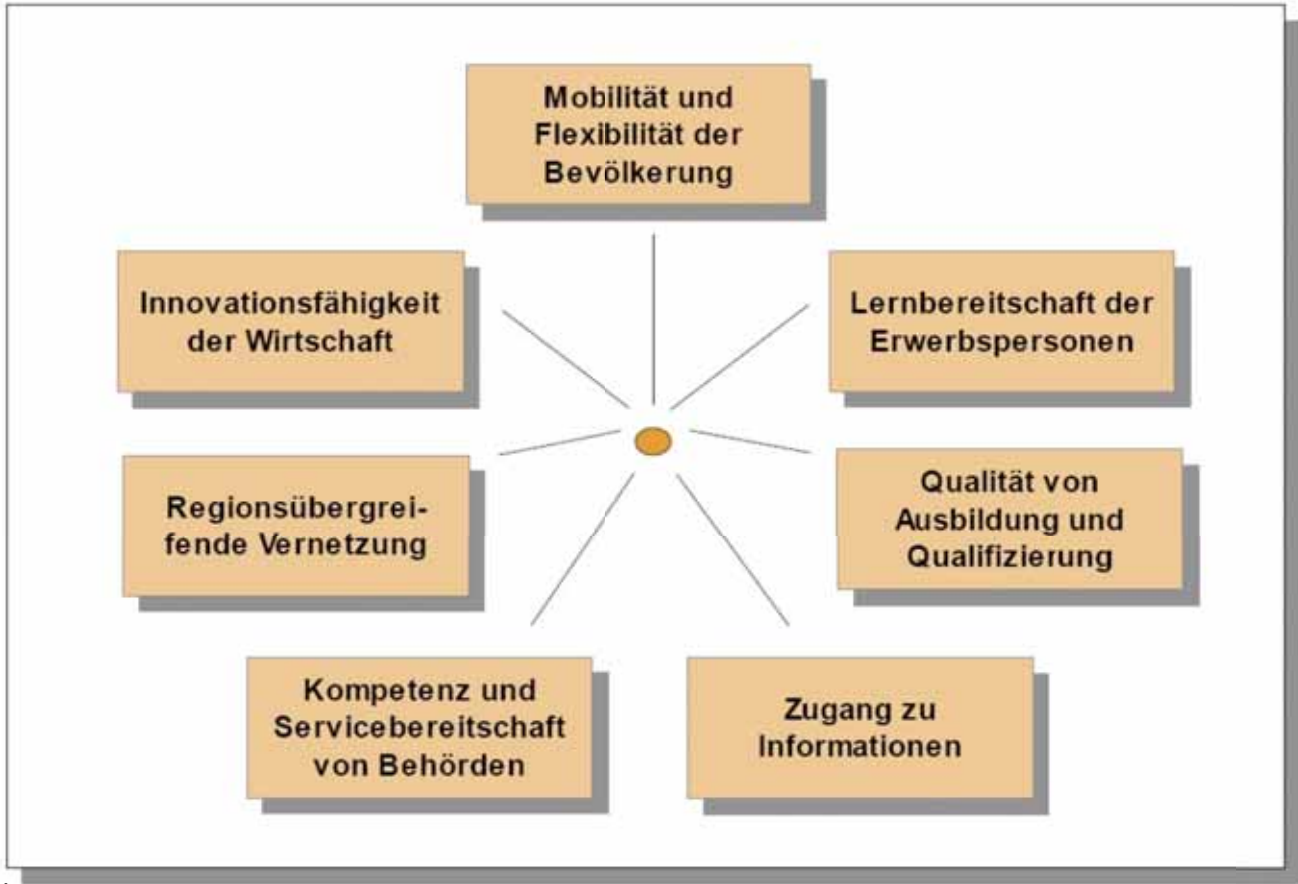 Mobilität und
Flexibilität der
Bevölkerung
Innovationsfähigkeit
der Wirtschaft
Lernbereitschaft der
Erwerbspersonen
Regionsübergrei-
fende Vernetzung
Qualität von
Ausbildung und
Qualifizierung
Kompetenz und
Servicebereitschaft
von Behörden
Zugang zu
Informationen